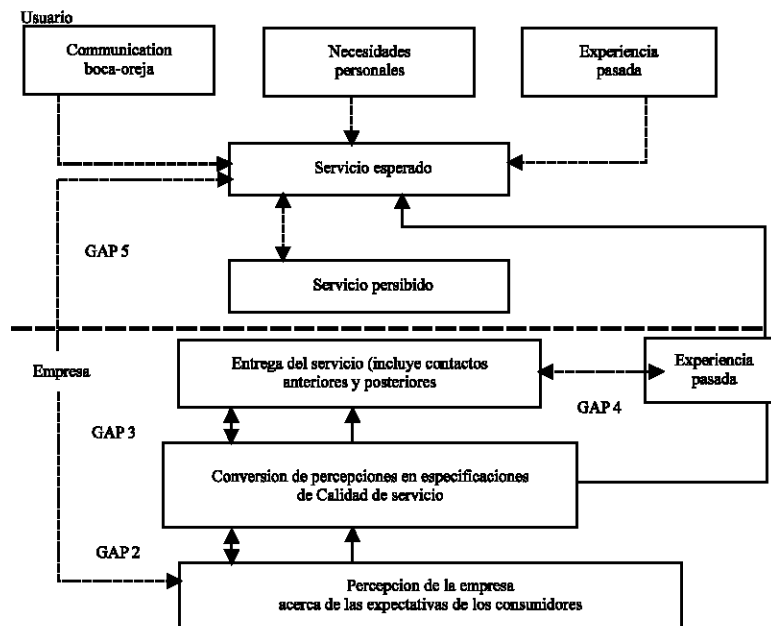 Usuario
Communication
boca-oreja
Necesidades
personales
Experiencia
pasada
Servicio esperado
GAP 5
Servicio persibido
Empresa
Entrega del servicio (incluye contactos
anteriores y posteriores
Experiencia
pasada
GAP 4
GAP 3
Conversion de percepciones en especificaciones
de Calidad de servicio
GAP 2
Percepcion de la empresa
acerca de las expectativas de los consumidores